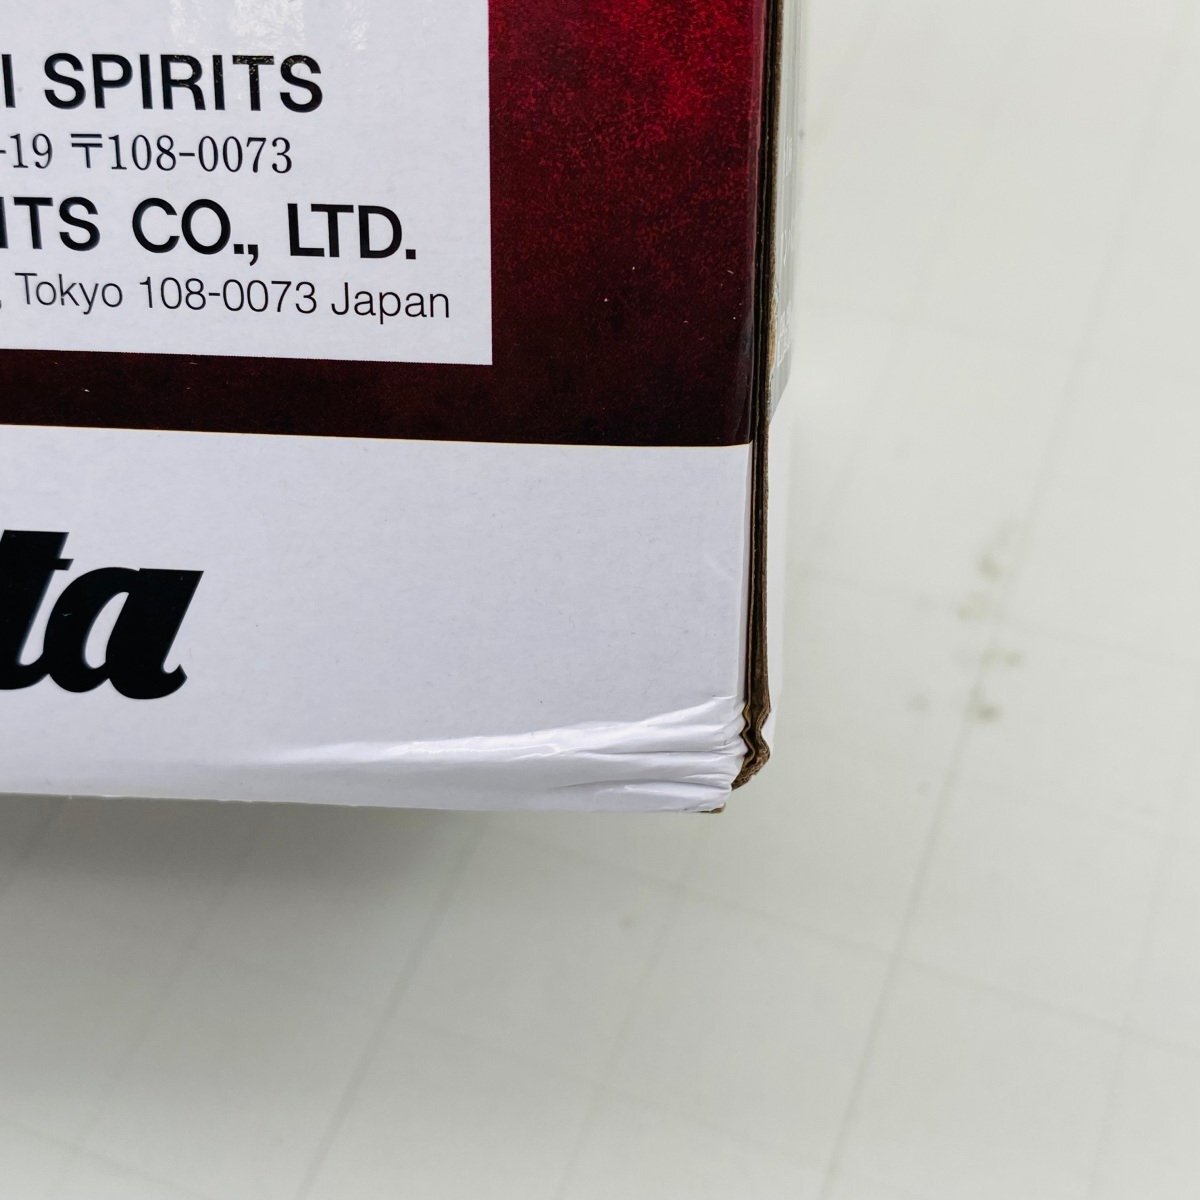 I SPIRITS
-19 〒108-0073
ITS CO., LTD.
, Tokyo 108-0073 Japan
ta